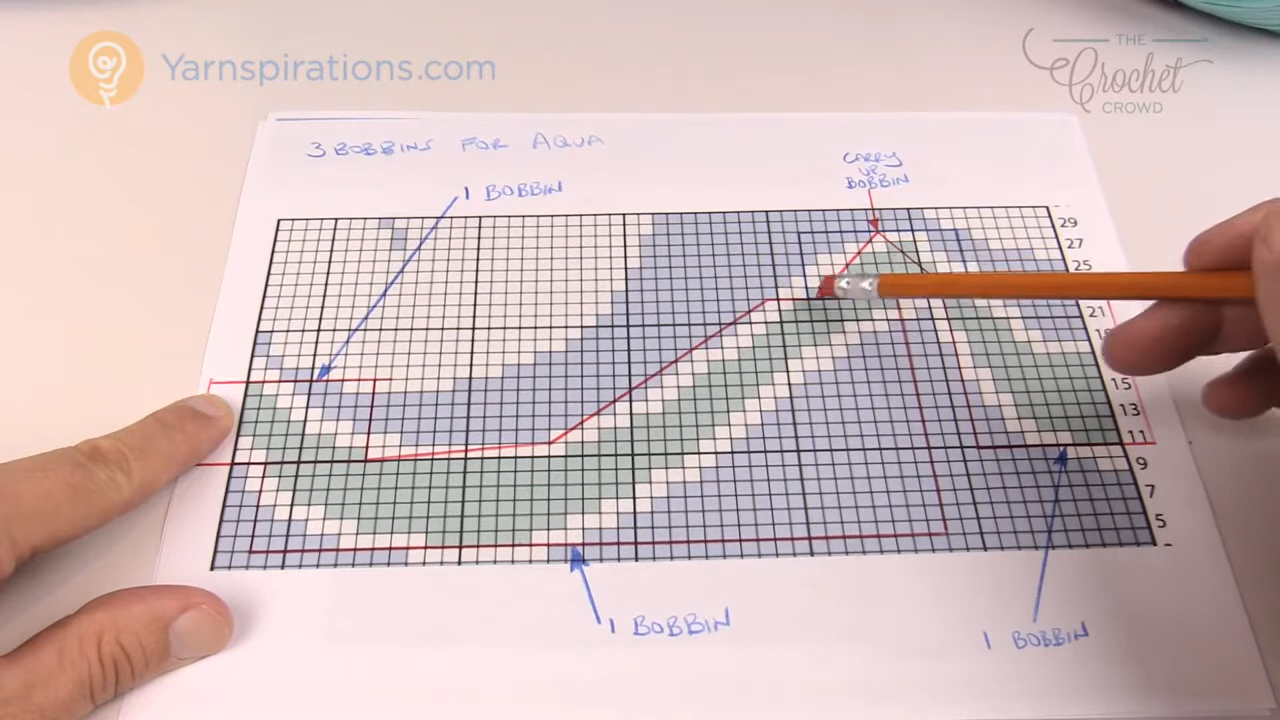 Yarnspirations.com
THE
Crochet
CROWD
3 BOBBINS FOR AQUA
1 BOBBIN
CARRY
UP
BOBBIN
29
27
25
21
15
13
11
9
7
5
1 BOBBIN
1 BOBBIN